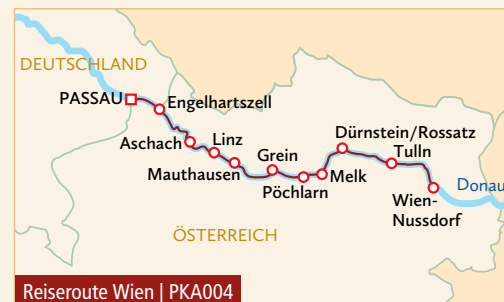 DEUTSCHLAND
PASSAU
Engelhartszell
Aschach
Linz
Mauthausen
Grein
Pöchlarn
Melk
Dürnstein/Rossatz
Tulln
Wien-
Nussdorf
Donau
ÖSTERREICH
Reiseroute Wien | PKA004